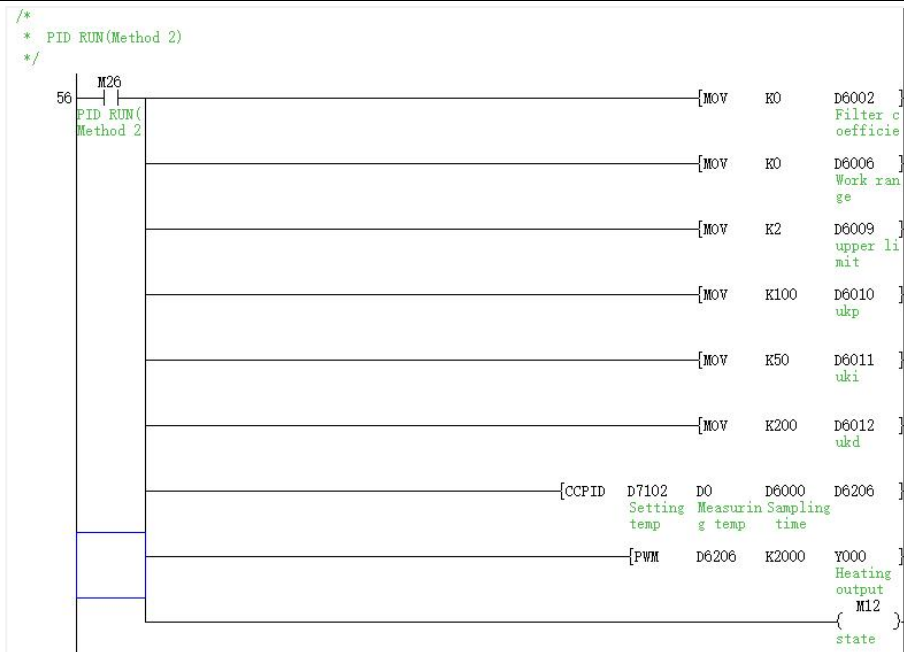 /*
* PID RUN(Method 2)
*/
M26
56 [MOV K0 D6002 ]
PID RUN( Filter c
Method 2 oefficie
[MOV K0 D6006 ]
Work ran
ge
[MOV K2 D6009 ]
upper li
mit
[MOV K100 D6010 ]
ukp
[MOV K50 D6011 ]
uki
[MOV K200 D6012 ]
ukd
[CCPID D7102 D0 D6000 D6206 ]
Setting Measurin Sampling
temp g temp time
[PWM D6206 K2000 Y000 ]
Heating
output
M12
( )
state